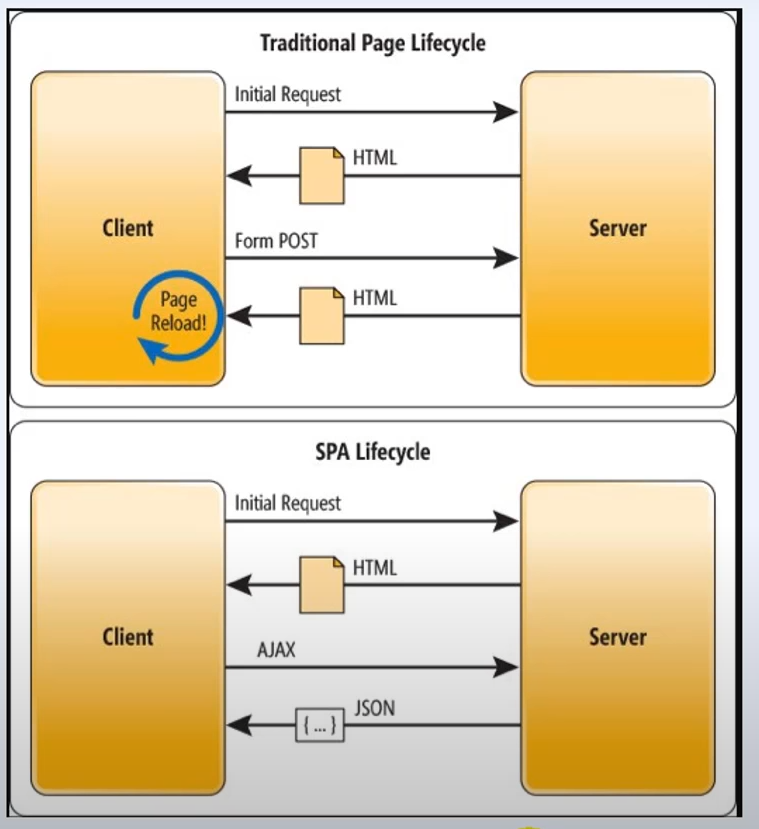 Traditional Page Lifecycle
Initial Request
HTML
Client
Server
Form POST
HTML
Page
Reload!
SPA Lifecycle
Initial Request
HTML
Client
Server
AJAX
JSON
{ ... }